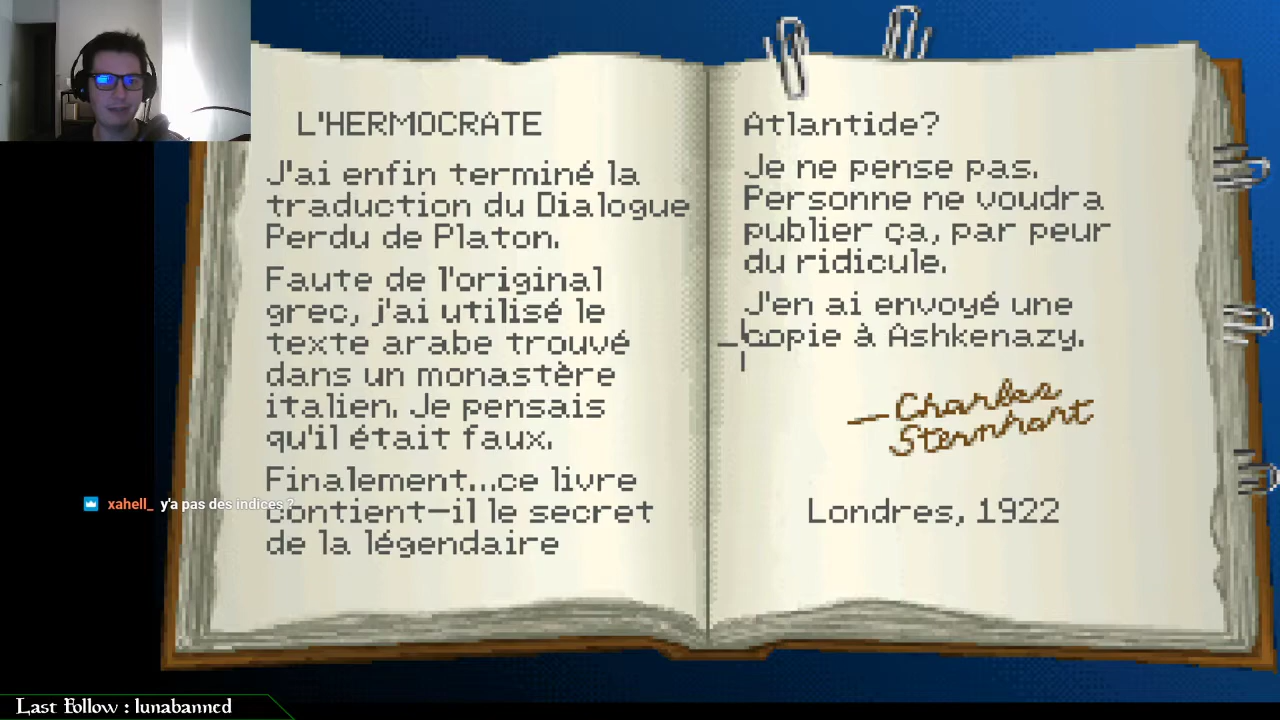 L'HERMOCRATE
J'ai enfin terminé la
traduction du Dialogue
Perdu de Platon.
Faute de l'original
grec, j'ai utilisé le
texte arabe trouvé
dans un monastère
italien. Je pensais
qu'il était faux.
Finalement...ce livre
contient-il le secret
de la légendaire
Atlantide?
Je ne pense pas.
Personne ne voudra
publier ça, par peur
du ridicule.
J'en ai envoyé une
copie à Ashkenazy.
— Charles
Sternhart
Londres, 1922
xahell_ y'a pas des indices ?
Last Follow : lunabanned